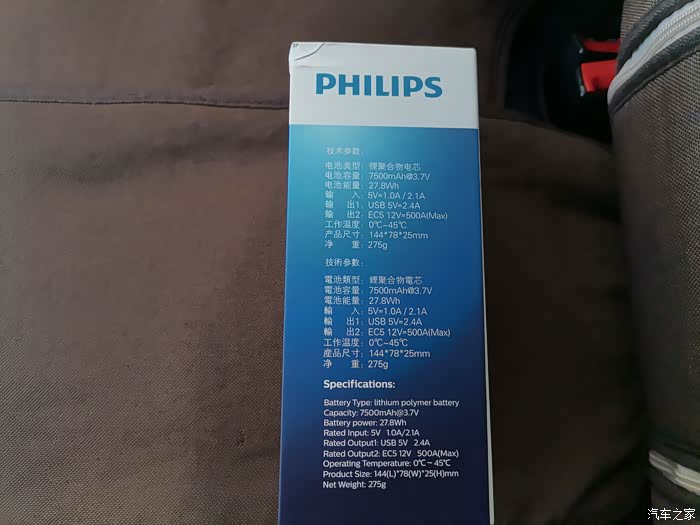 PHILIPS
技术参数:
电池类型: 锂聚合物电芯
电池容量: 7500mAh@3.7V
电池能量: 27.8Wh
输 入: 5V=1.0A / 2.1A
输 出1: USB 5V=2.4A
输 出2: EC5 12V=500A(Max)
工作温度: 0℃~45℃
产品尺寸: 144*78*25mm
净 重: 275g
技術參數:
電池類型: 鋰聚合物電芯
電池容量: 7500mAh@3.7V
電池能量: 27.8Wh
輸 入: 5V=1.0A / 2.1A
輸 出1: USB 5V=2.4A
輸 出2: EC5 12V=500A(Max)
工作温度: 0℃~45℃
産品尺寸: 144*78*25mm
净 重: 275g
Specifications:
Battery Type: lithium polymer battery
Capacity: 7500mAh@3.7V
Battery power: 27.8Wh
Rated Input: 5V 1.0A/2.1A
Rated Output1: USB 5V 2.4A
Rated Output2: EC5 12V 500A(Max)
Operating Temperature: 0℃~ 45℃
Product Size: 144(L)*78(W)*25(H)mm
Net Weight: 275g
汽车之家